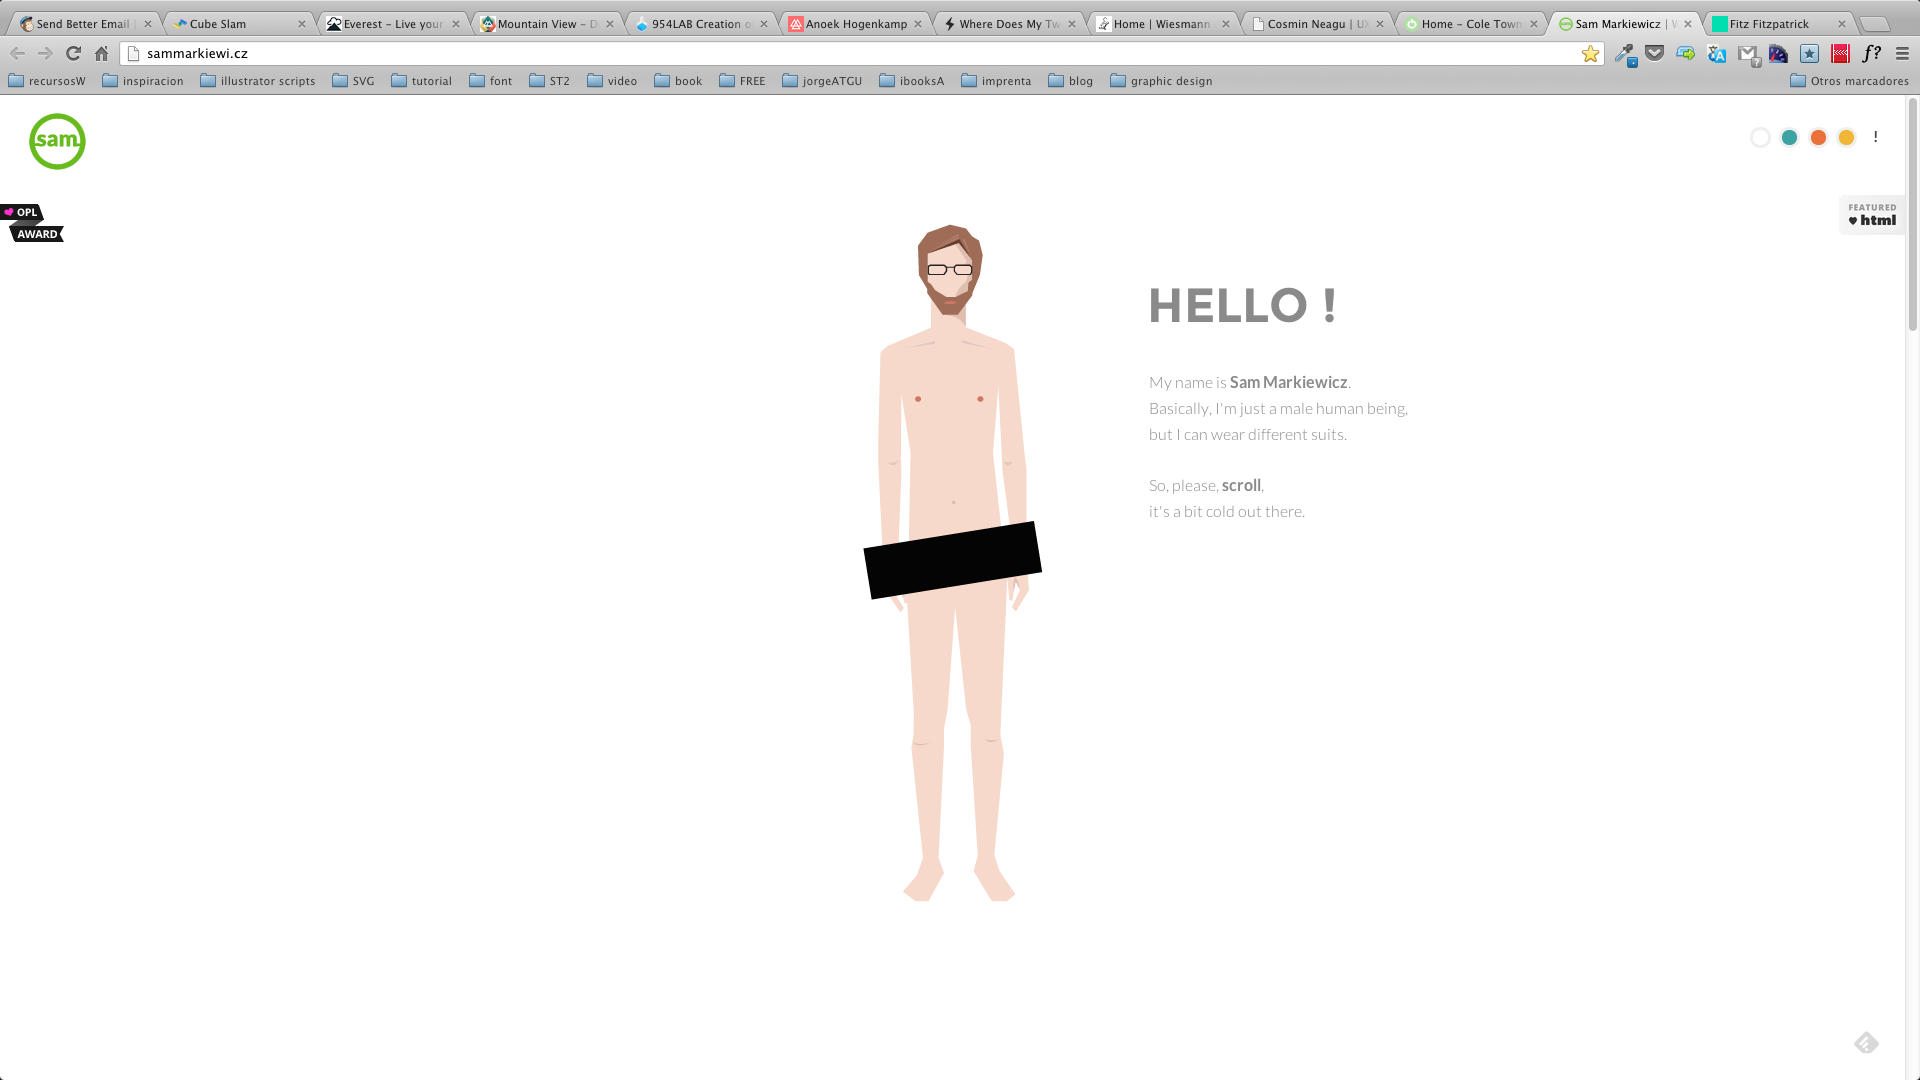 Send Better Email
Cube Slam
Everest – Live your
Mountain View – D
954LAB Creation o
Anoek Hogenkamp
Where Does My Tw
Home | Wiesmann
Cosmin Neagu | UX
Home – Cole Town
Sam Markiewicz |
Fitz Fitzpatrick
sammarkiewi.cz
f?
recursosW
inspiracion
illustrator scripts
SVG
tutorial
font
ST2
video
book
FREE
jorgeATGU
ibooksA
imprenta
blog
graphic design
Otros marcadores
sam
!
OPL
AWARD
FEATURED
♥ html
HELLO !
My name is Sam Markiewicz.
Basically, I'm just a male human being,
but I can wear different suits.
So, please, scroll,
it's a bit cold out there.